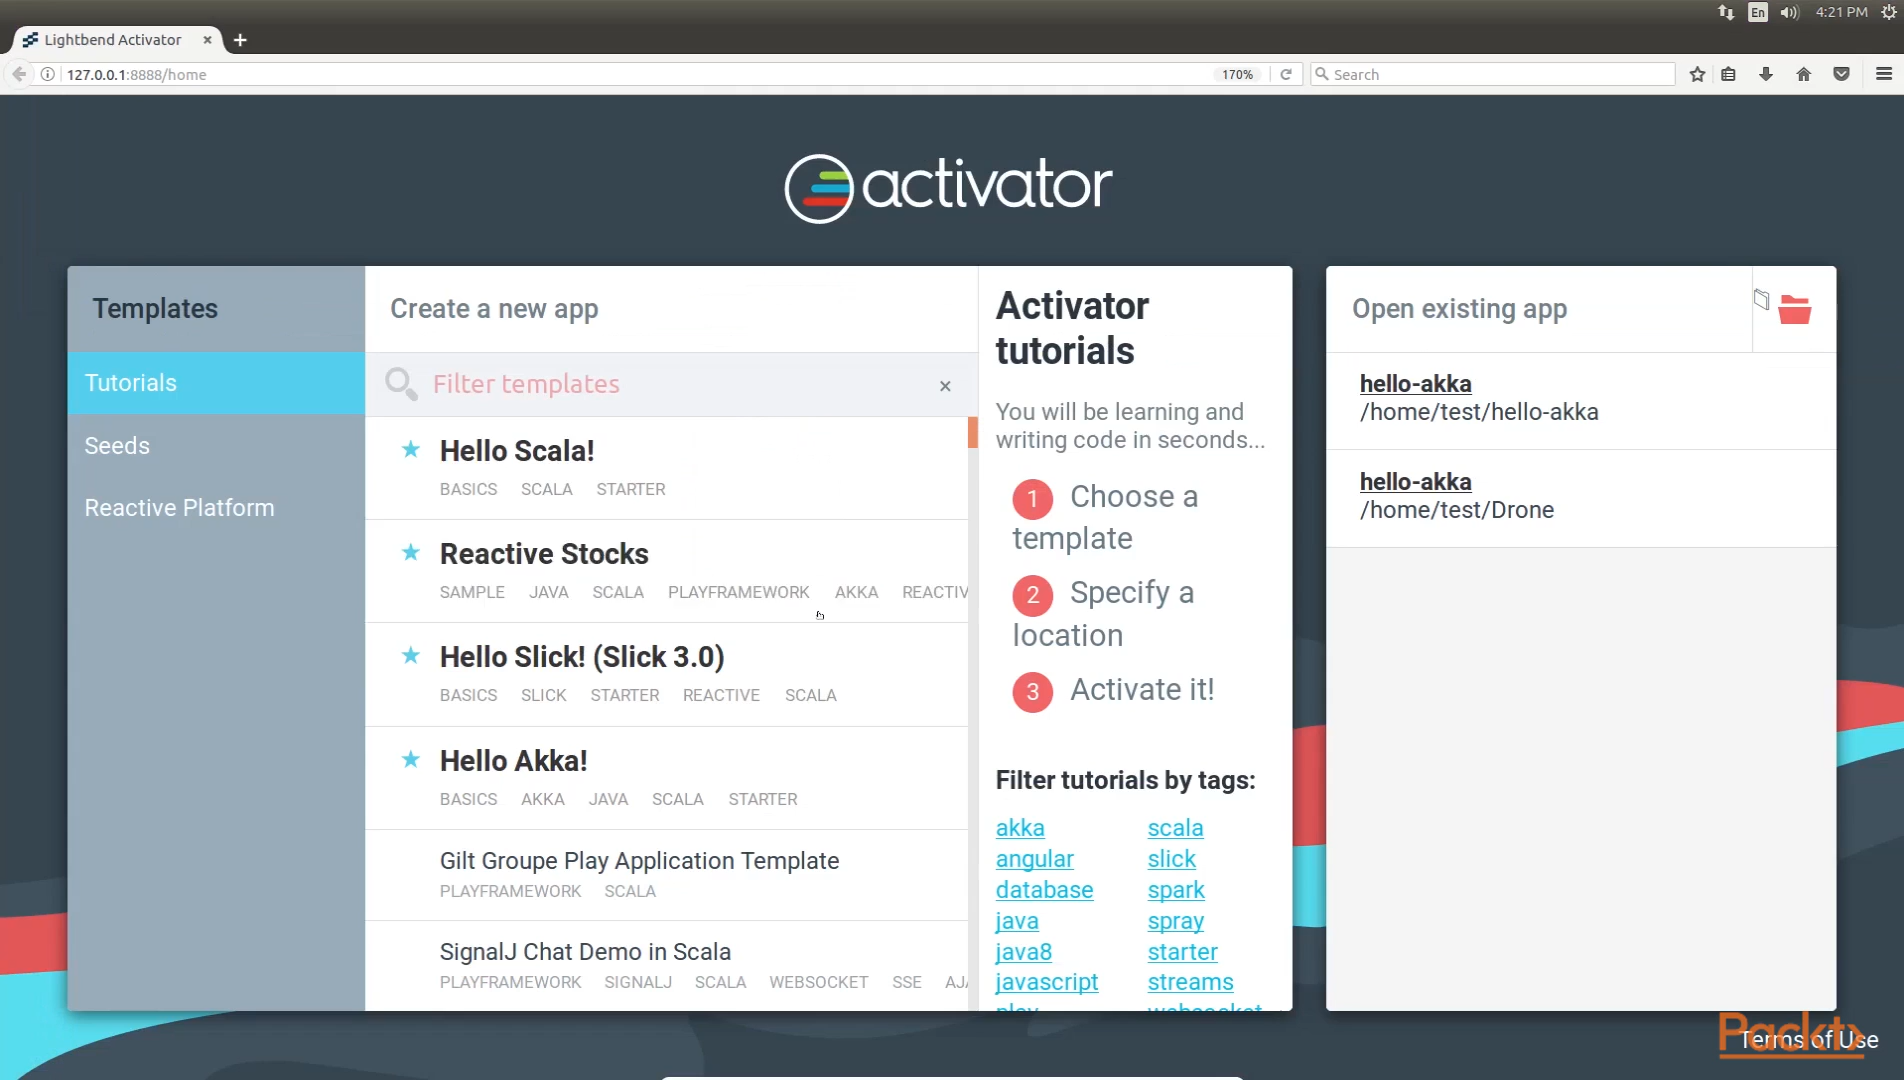 En
4:21 PM
Lightbend Activator
127.0.0.1:8888/home
170%
Search
activator
Templates
Tutorials
Seeds
Reactive Platform
Create a new app
Filter templates
Hello Scala!
BASICS SCALA STARTER
Reactive Stocks
SAMPLE JAVA SCALA PLAYFRAMEWORK AKKA REACTIV
Hello Slick! (Slick 3.0)
BASICS SLICK STARTER REACTIVE SCALA
Hello Akka!
BASICS AKKA JAVA SCALA STARTER
Gilt Groupe Play Application Template
PLAYFRAMEWORK SCALA
SignalJ Chat Demo in Scala
PLAYFRAMEWORK SIGNALJ SCALA WEBSOCKET SSE AJA
Activator
tutorials
You will be learning and
writing code in seconds...
1 Choose a
template
2 Specify a
location
3 Activate it!
Filter tutorials by tags:
akka scala
angular slick
database spark
java spray
java8 starter
javascript streams
play websocket
Open existing app
hello-akka
/home/test/hello-akka
hello-akka
/home/test/Drone
Packt
Terms of Use